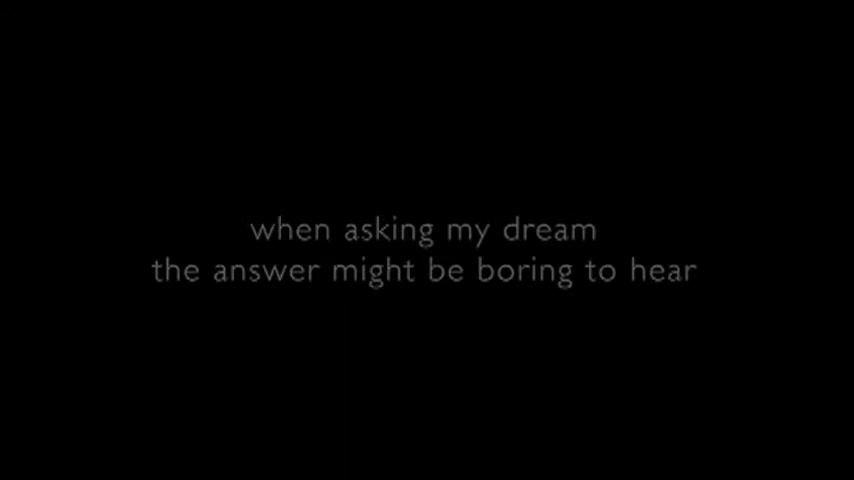 when asking my dream
the answer might be boring to hear